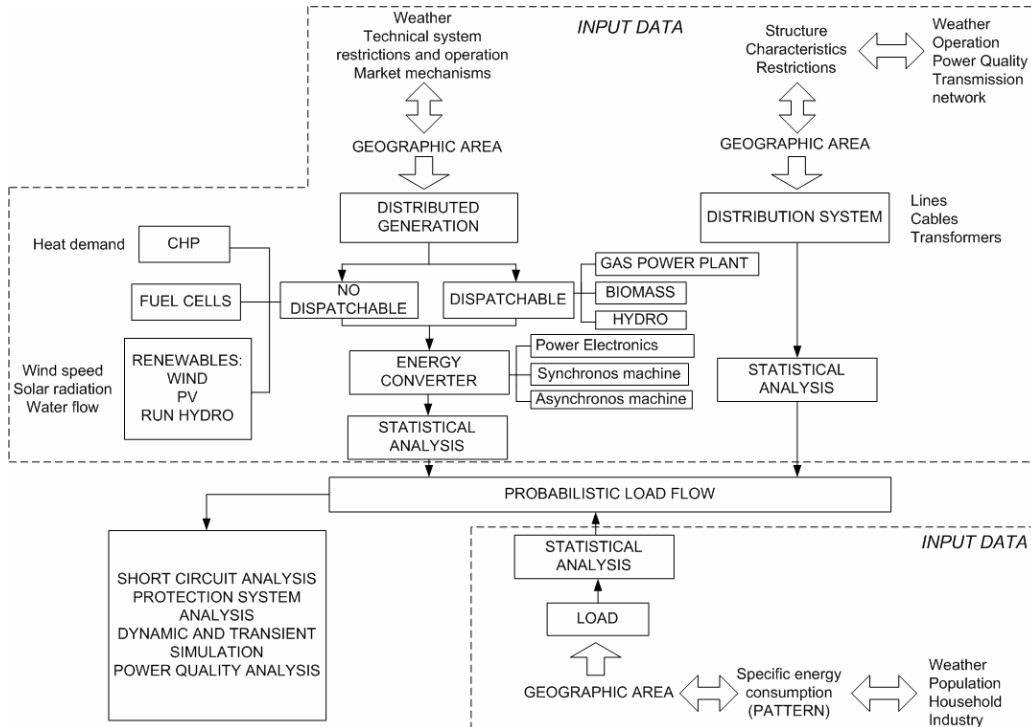 INPUT DATA
Weather
Technical system
restrictions and operation
Market mechanisms
Structure
Characteristics
Restrictions
Weather
Operation
Power Quality
Transmission
network
GEOGRAPHIC AREA
GEOGRAPHIC AREA
DISTRIBUTED
GENERATION
DISTRIBUTION SYSTEM
Lines
Cables
Transformers
Heat demand
CHP
FUEL CELLS
NO
DISPATCHABLE
DISPATCHABLE
GAS POWER PLANT
BIOMASS
HYDRO
Wind speed
Solar radiation
Water flow
RENEWABLES:
WIND
PV
RUN HYDRO
ENERGY
CONVERTER
Power Electronics
Synchronos machine
Asynchronos machine
STATISTICAL
ANALYSIS
STATISTICAL
ANALYSIS
PROBABILISTIC LOAD FLOW
INPUT DATA
SHORT CIRCUIT ANALYSIS
PROTECTION SYSTEM
ANALYSIS
DYNAMIC AND TRANSIENT
SIMULATION
POWER QUALITY ANALYSIS
STATISTICAL
ANALYSIS
LOAD
GEOGRAPHIC AREA
Specific energy
consumption
(PATTERN)
Weather
Population
Household
Industry